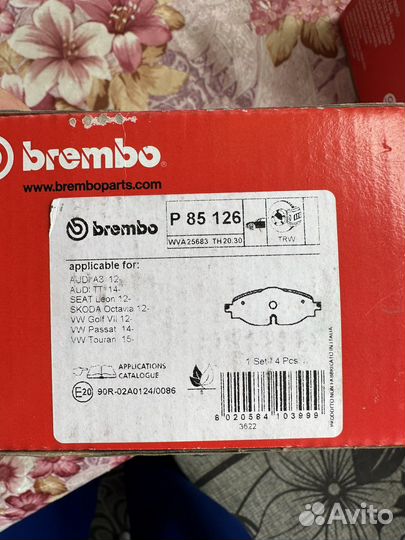 brembo
www.bremboparts.com
brembo
P 85 126
WVA 25683 TH 20.30
TRW
applicable for:
AUDI A3 12-
AUDI TT 14-
SEAT Leon 12-
SKODA Octavia 12-
VW Golf VII 12-
VW Passat 14-
VW Touran 15-
1 Set / 4 Pcs.
APPLICATIONS
CATALOGUE
E20 90R-02A0124/0086
8 020584 103999
3622
PRODOTTO NON FABBRICATO IN ITALIA
Avito